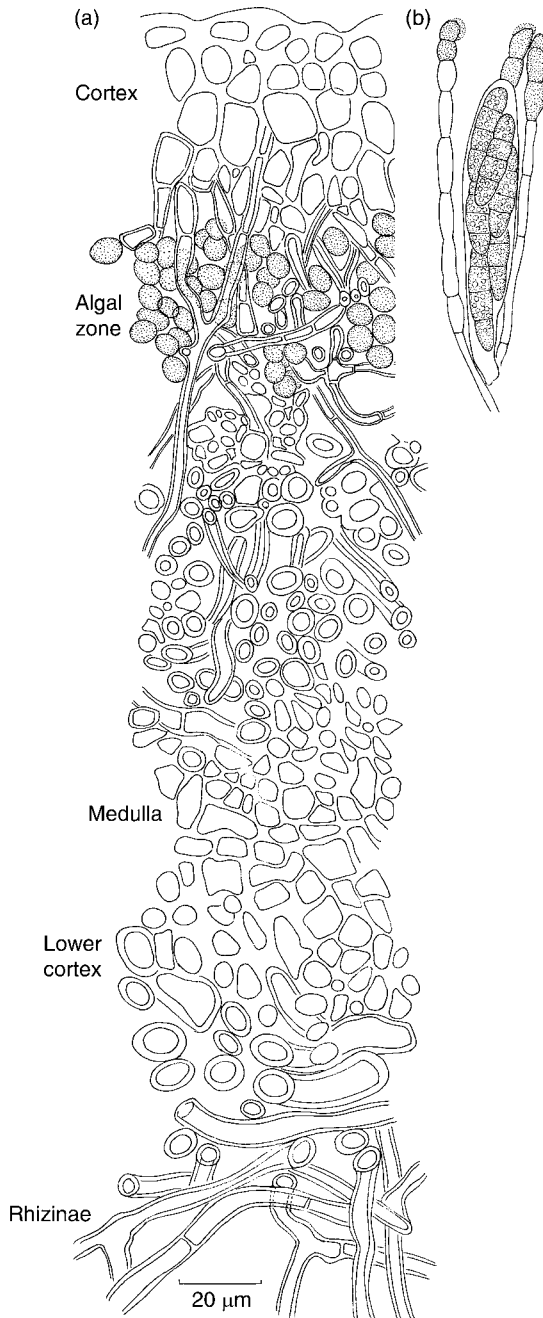 (a)
(b)
Cortex
Algal
zone
Medulla
Lower
cortex
Rhizinae
20 μm